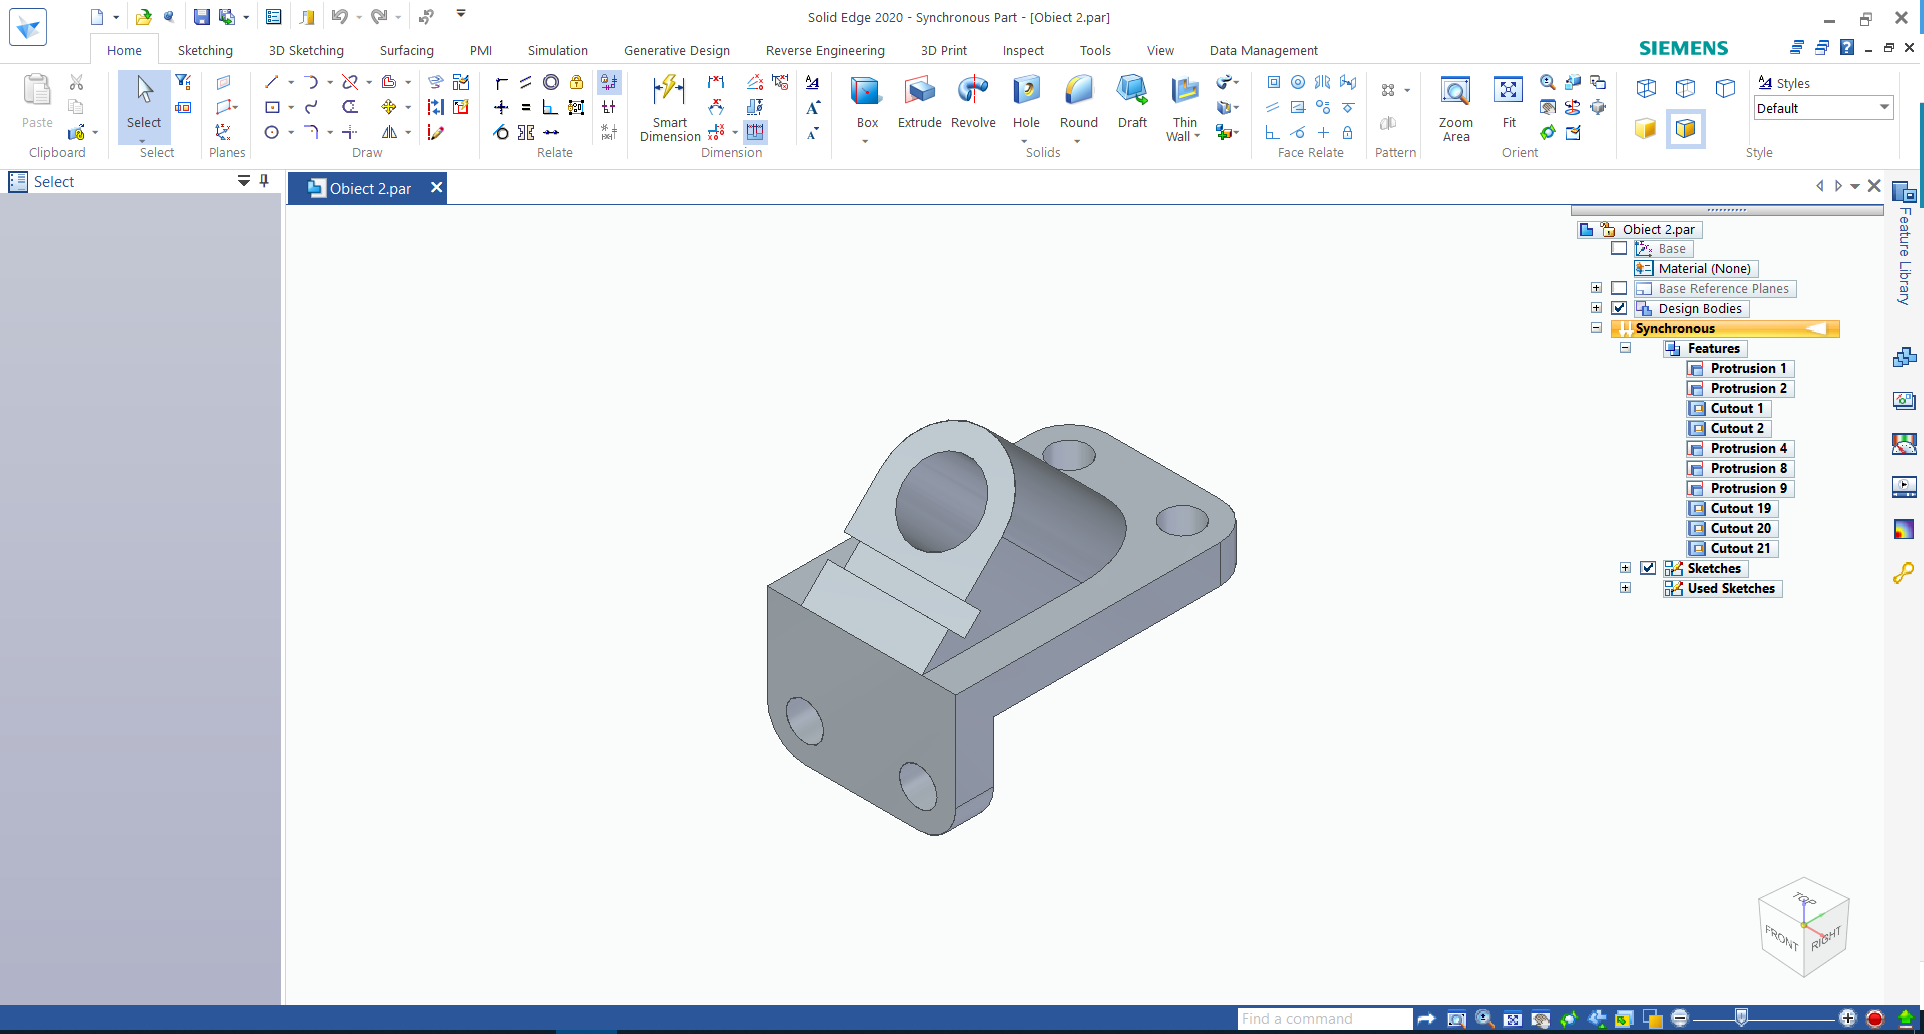 Solid Edge 2020 - Synchronous Part - [Obiect 2.par]
Home Sketching 3D Sketching Surfacing PMI Simulation Generative Design Reverse Engineering 3D Print Inspect Tools View Data Management
SIEMENS
Paste
Clipboard
Select
Select
Planes
Draw
Relate
Smart Dimension
Dimension
Box
Extrude
Revolve
Hole
Round
Draft
Thin Wall
Solids
Face Relate
Pattern
Zoom Area
Fit
Orient
Styles
Default
Style
Select
Obiect 2.par
Feature Library
Obiect 2.par
Base
Material (None)
Base Reference Planes
Design Bodies
Synchronous
Features
Protrusion 1
Protrusion 2
Cutout 1
Cutout 2
Protrusion 4
Protrusion 8
Protrusion 9
Cutout 19
Cutout 20
Cutout 21
Sketches
Used Sketches
TOP
FRONT
RIGHT
Find a command